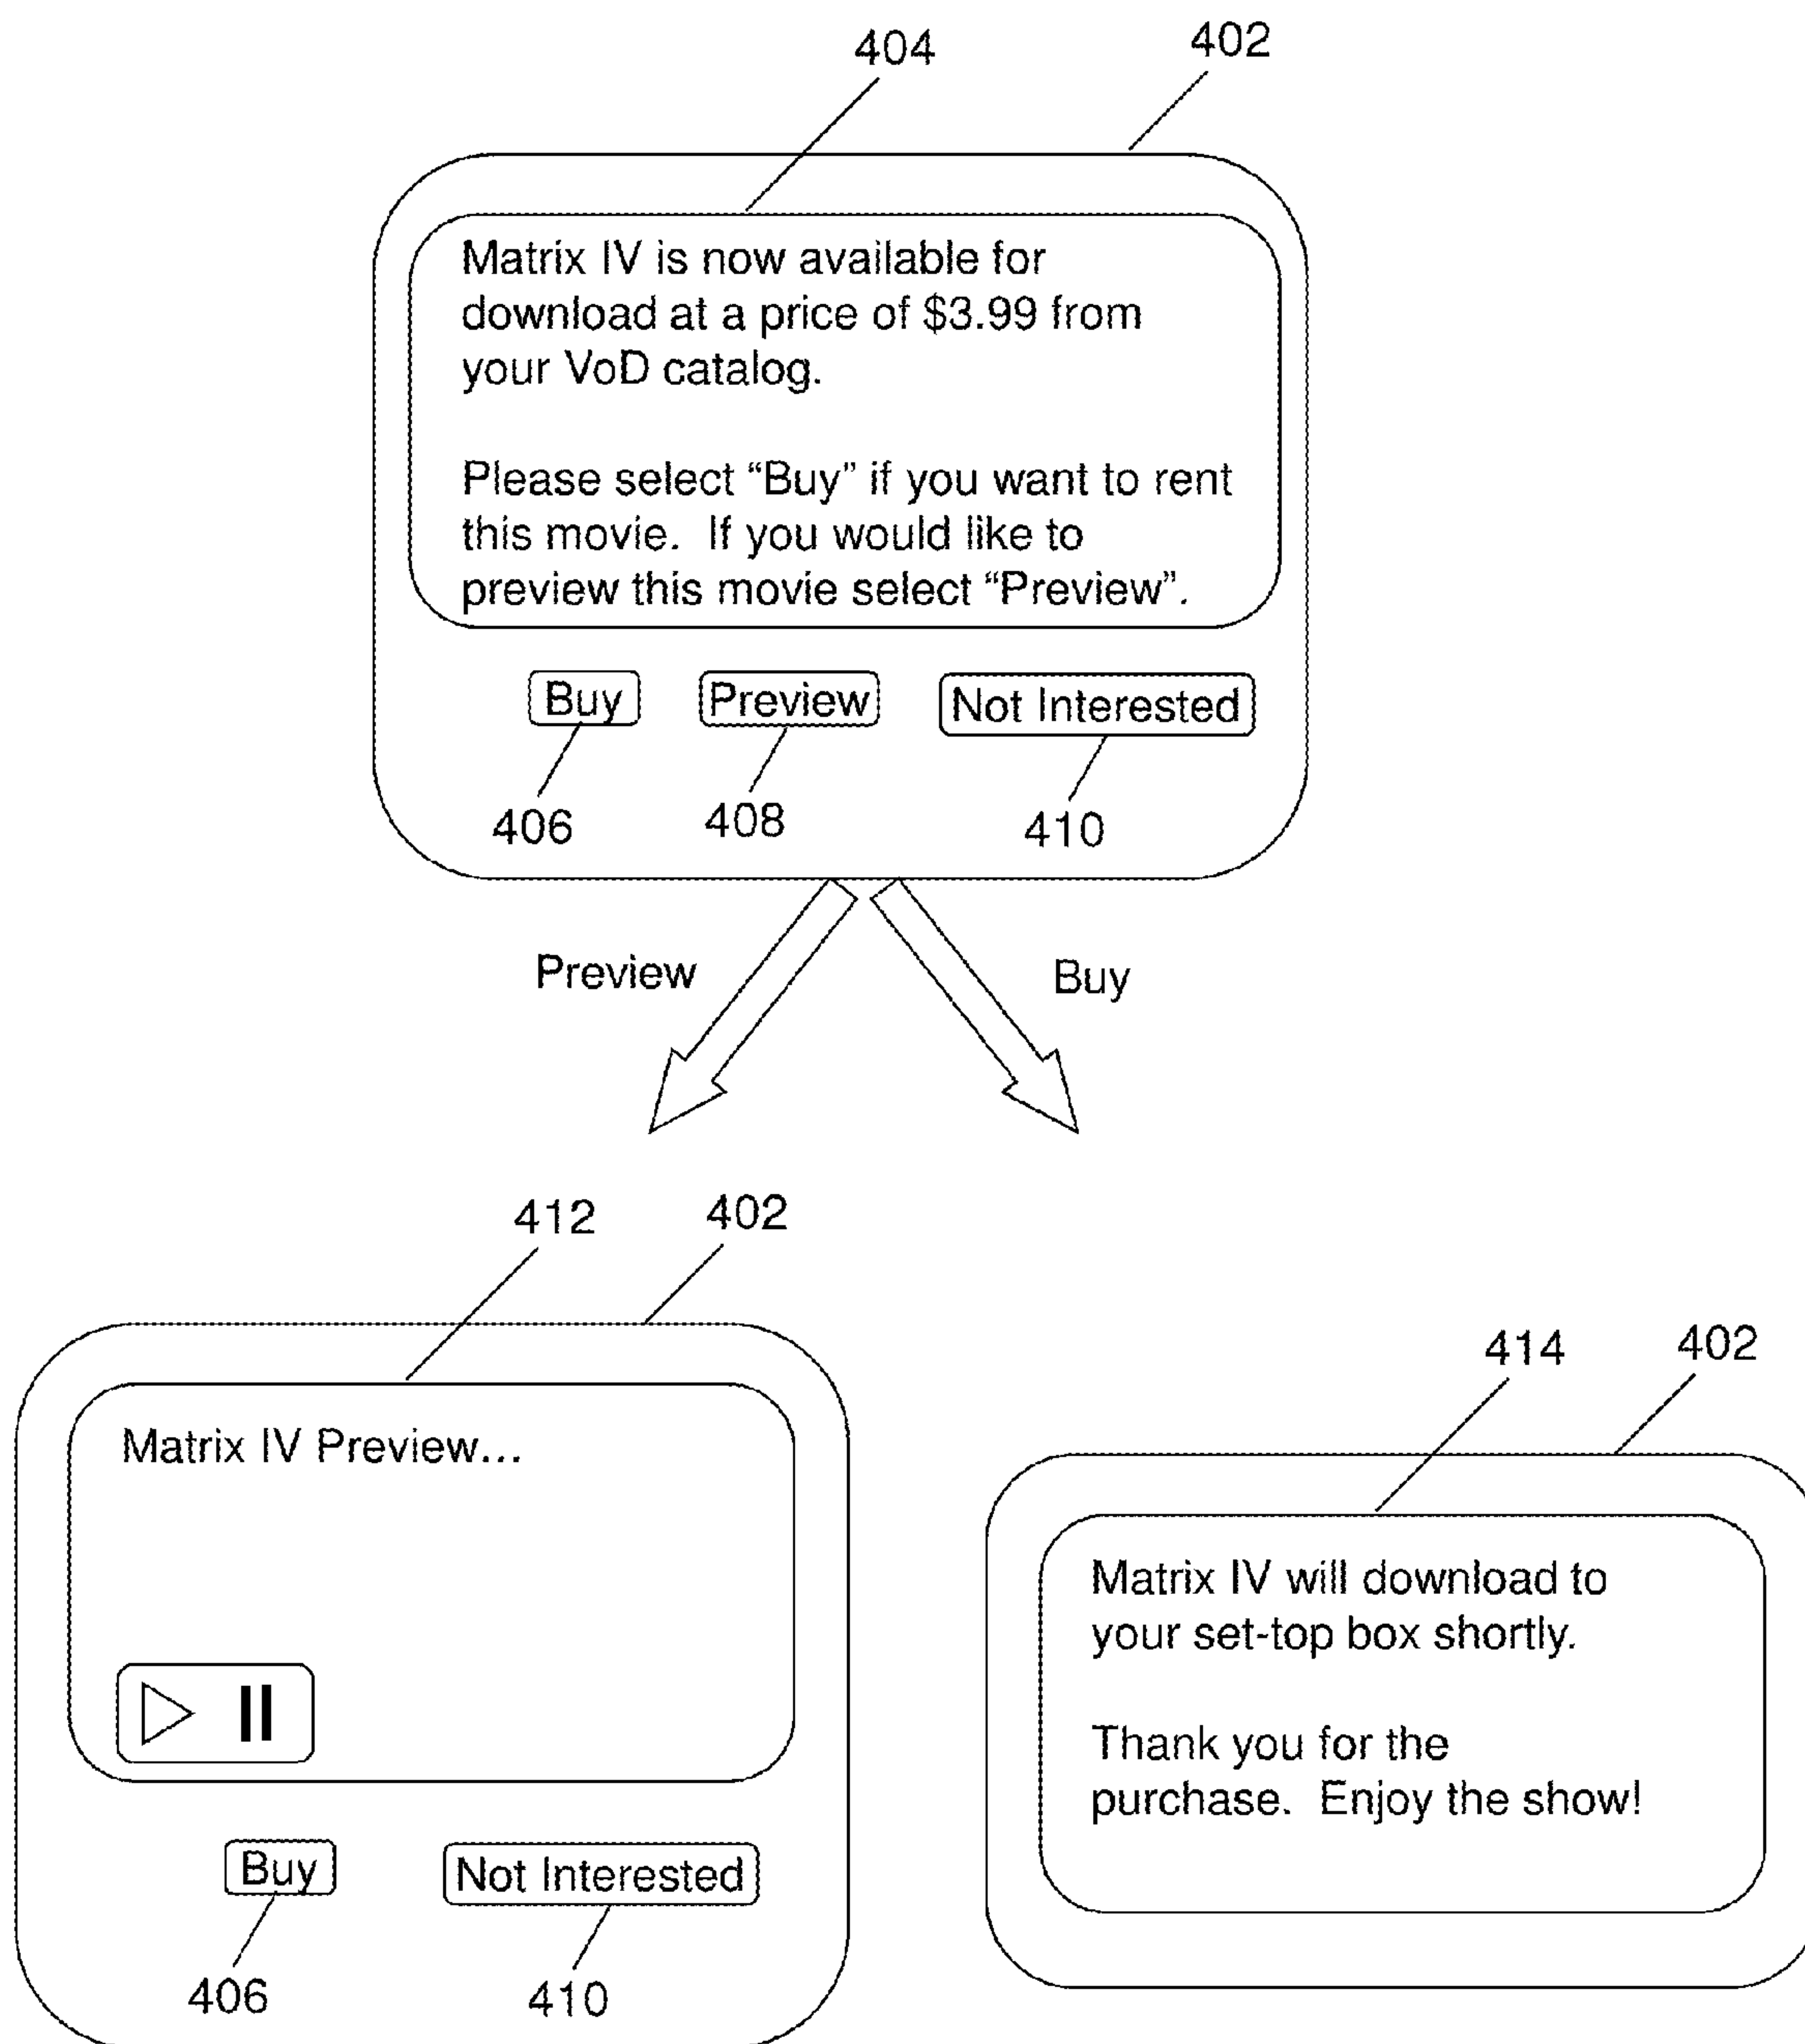 404
402
Matrix IV is now available for
download at a price of $3.99 from
your VoD catalog.
Please select “Buy” if you want to rent
this movie.  If you would like to
preview this movie select “Preview”.
Buy
Preview
Not Interested
406
408
410
Preview
Buy
412
402
Matrix IV Preview...
Buy
Not Interested
406
410
414
402
Matrix IV will download to
your set-top box shortly.
Thank you for the
purchase.  Enjoy the show!